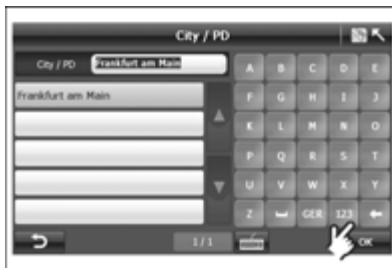 City / PD
City / PD Frankfurt am Main
Frankfurt am Main
A B C D E
F G H I J
K L M N O
P Q R S T
U V W X Y
Z GER 123
1/1 OK